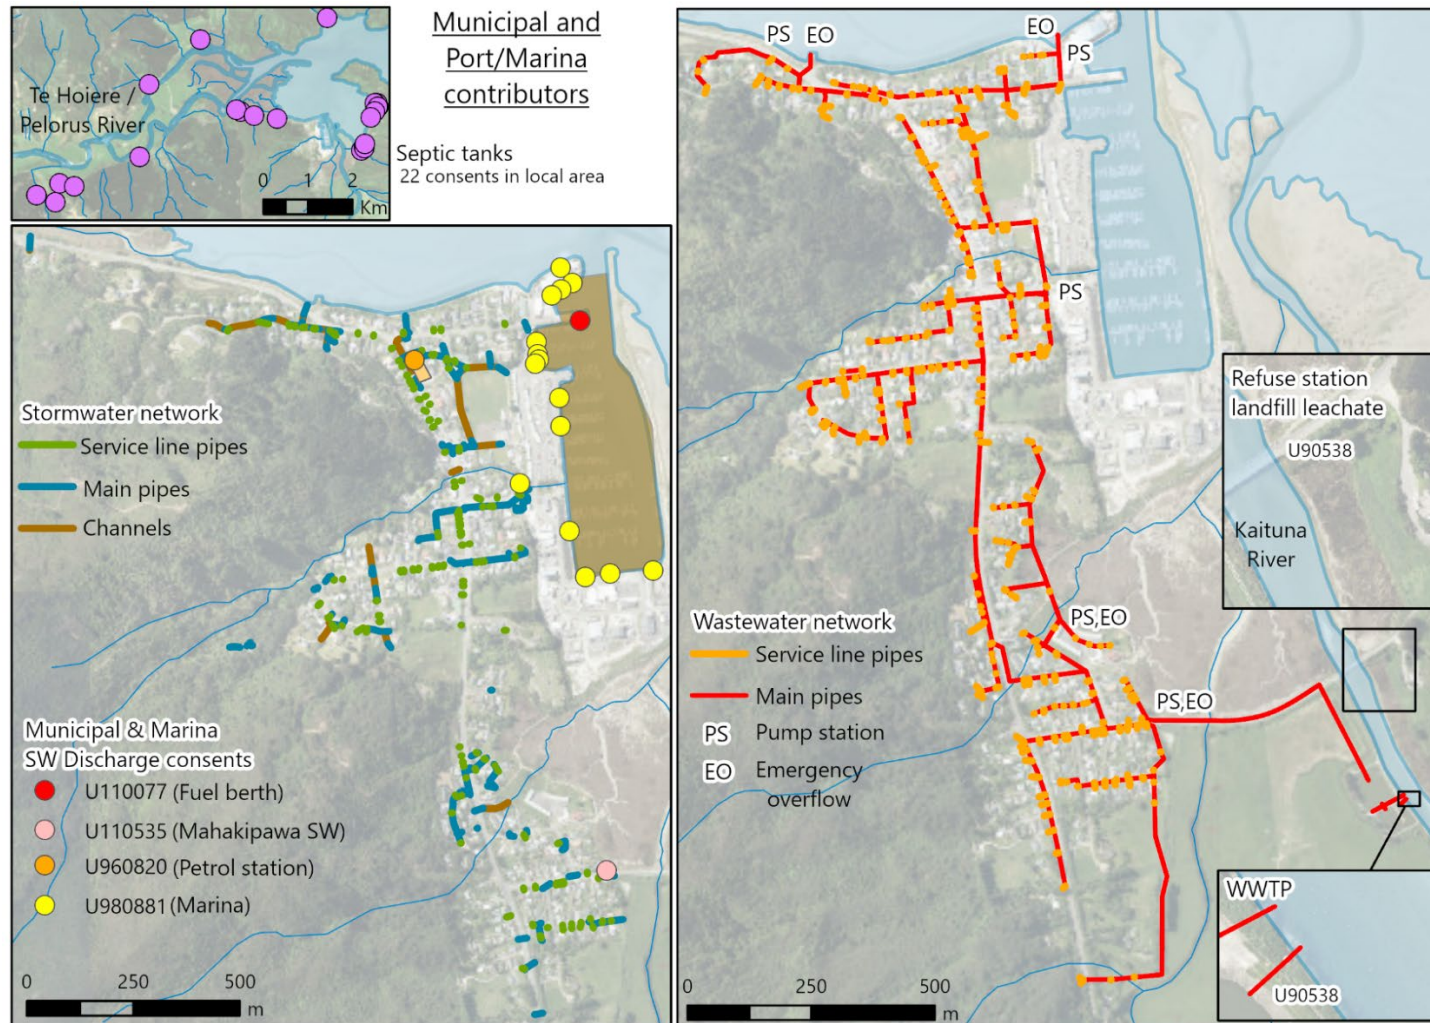 Municipal and
Port/Marina
contributors
Te Hoiere /
Pelorus River
0 1 2
Km
Septic tanks
22 consents in local area
Stormwater network
Service line pipes
Main pipes
Channels
Municipal & Marina
SW Discharge consents
U110077 (Fuel berth)
U110535 (Mahakipawa SW)
U960820 (Petrol station)
U980881 (Marina)
0 250 500
m
PS EO
EO
PS
PS
PS,EO
PS,EO
Wastewater network
Service line pipes
Main pipes
PS Pump station
EO Emergency
overflow
0 250 500
m
Refuse station
landfill leachate
U90538
Kaituna
River
WWTP
U90538